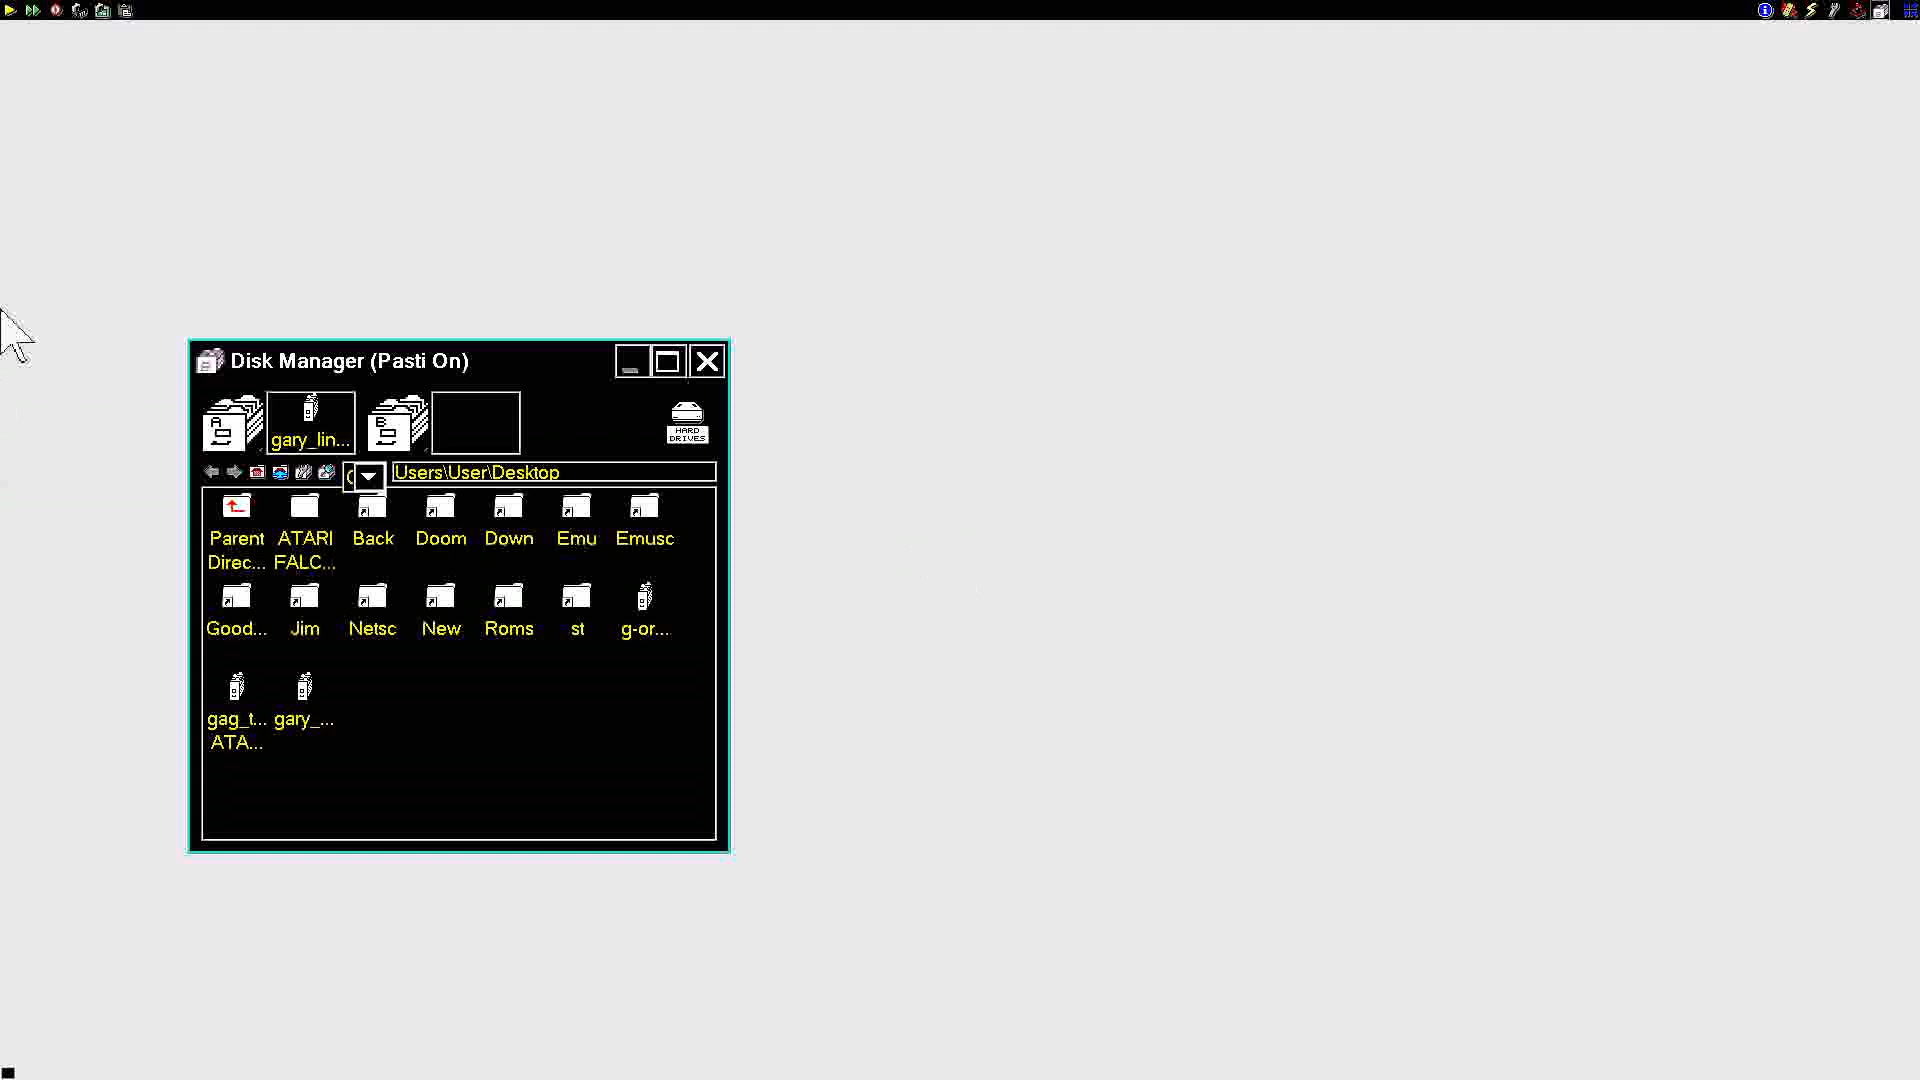 Disk Manager (Pasti On)
A
gary_lin...
B
HARD
DRIVES
Users\User\Desktop
Parent
Direc...
ATARI
FALC...
Back
Doom
Down
Emu
Emusc
Good...
Jim
Netsc
New
Roms
st
g-or...
gag_t...
ATA...
gary_...